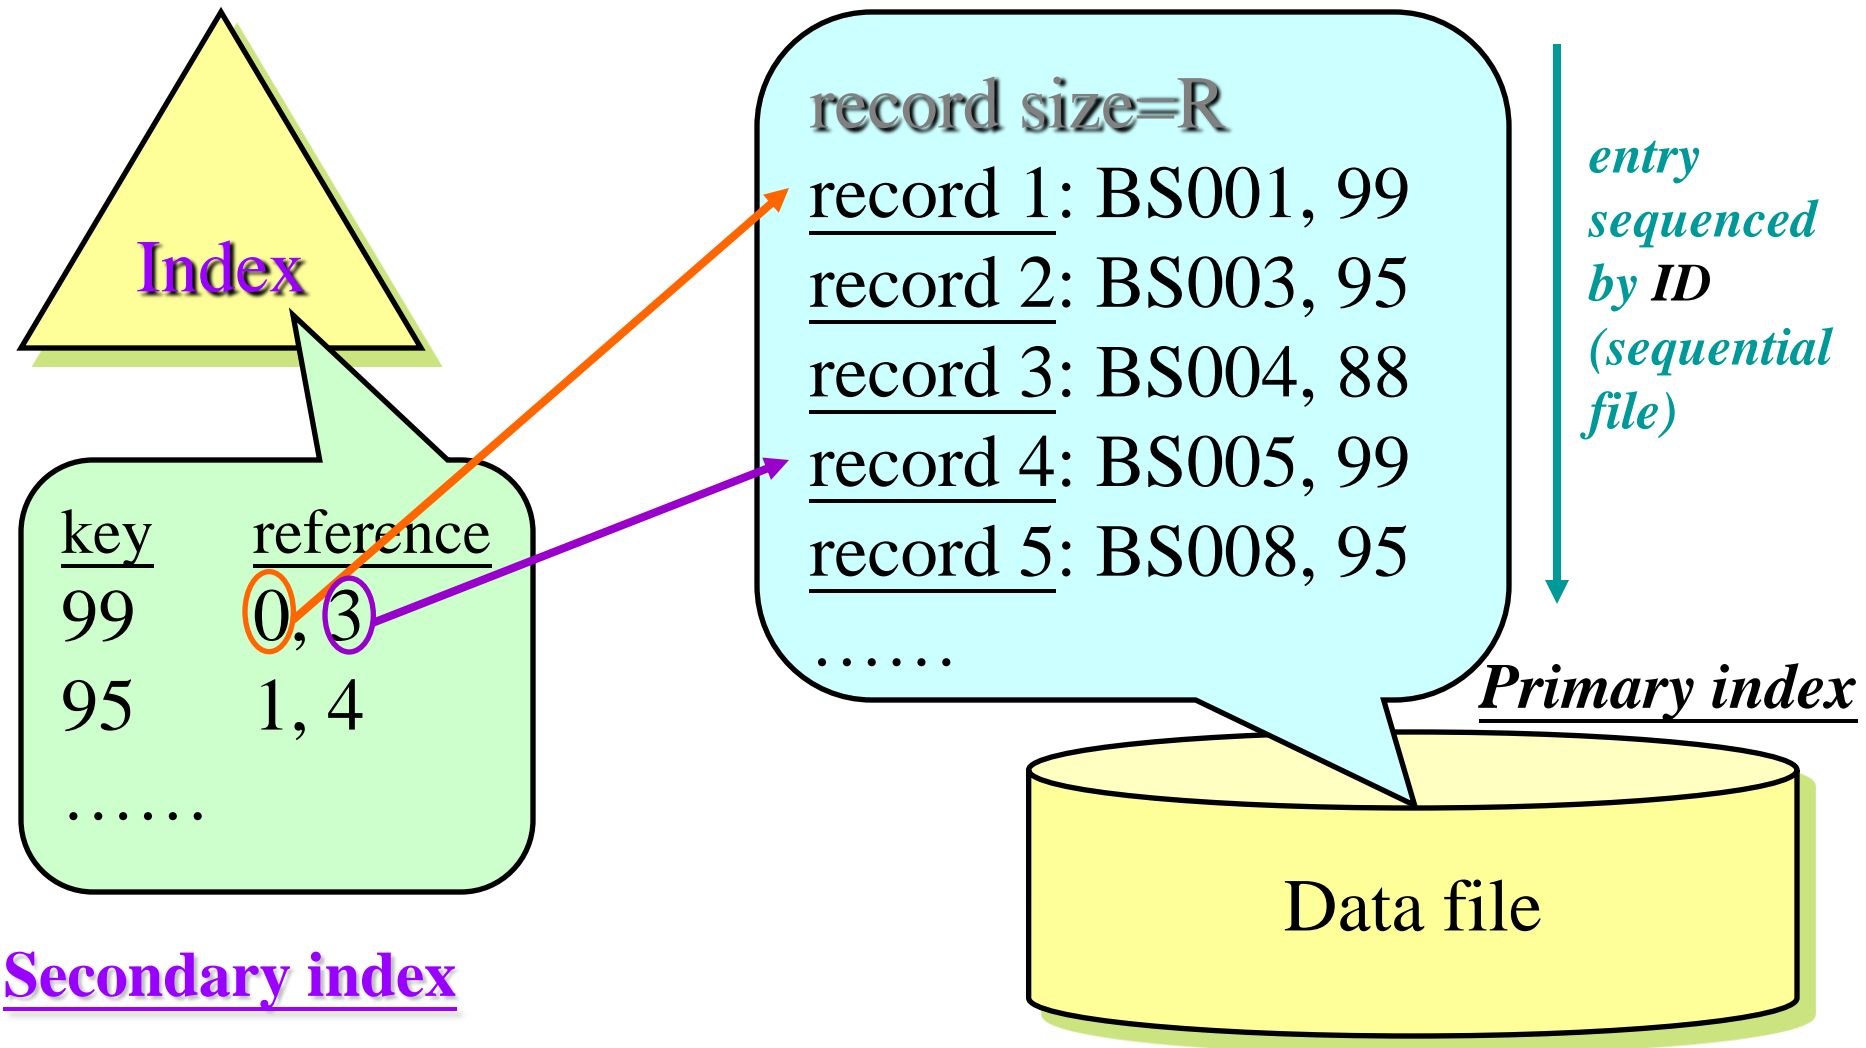 Index
key reference
99 0, 3
95 1, 4
……
Secondary index
record size=R
record 1: BS001, 99
record 2: BS003, 95
record 3: BS004, 88
record 4: BS005, 99
record 5: BS008, 95
……
entry
sequenced
by ID
(sequential
file)
Primary index
Data file